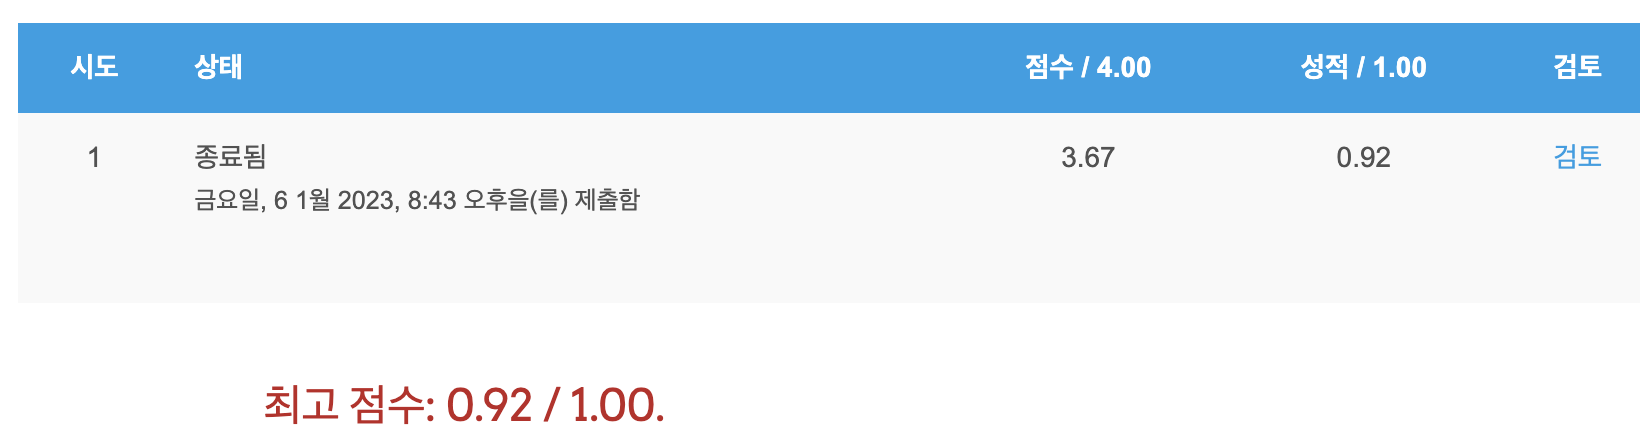 시도 상태 점수 / 4.00 성적 / 1.00 검토
1 종료됨 3.67 0.92 검토
금요일, 6 1월 2023, 8:43 오후을(를) 제출함
최고 점수: 0.92 / 1.00.